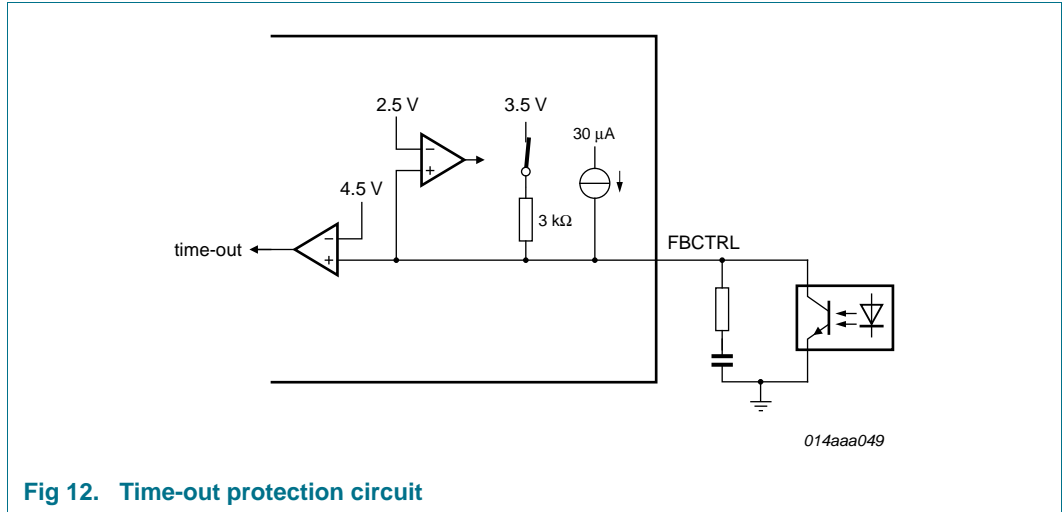 2.5 V
3.5 V
30 μA
4.5 V
3 kΩ
FBCTRL
time-out
014aaa049
Fig 12. Time-out protection circuit